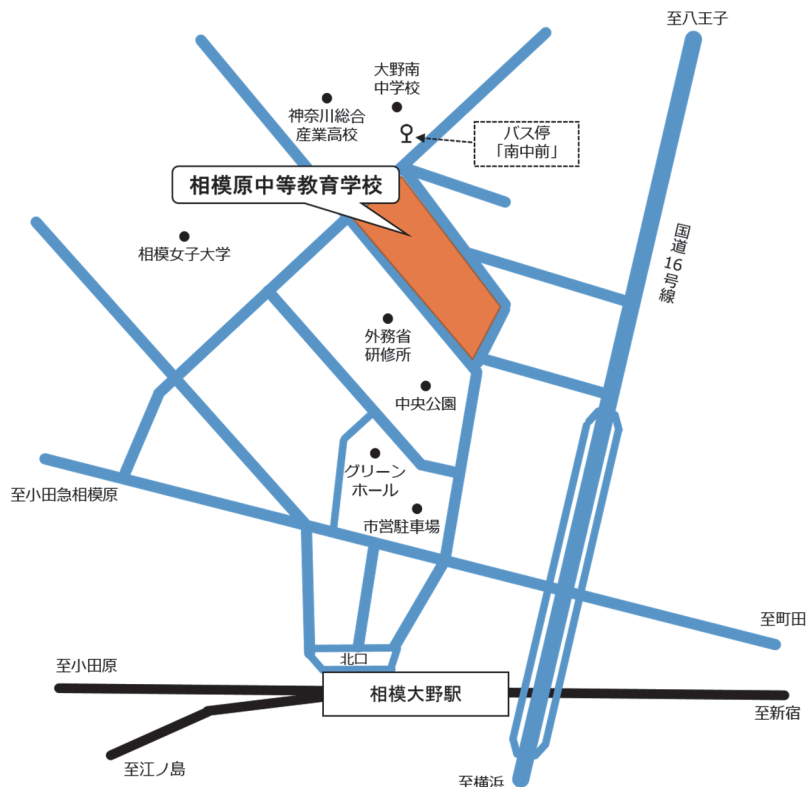 至八王子
大野南
中学校
神奈川総合
産業高校
バス停
「南中前」
相模原中等教育学校
相模女子大学
国道16号線
外務省
研修所
中央公園
グリーン
ホール
至小田急相模原
市営駐車場
至町田
北口
至小田原
相模大野駅
至新宿
至江ノ島
至横浜